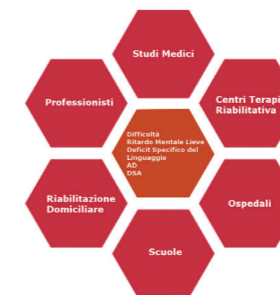 Studi Medici
Professionisti
Centri Terapi
Riabilitativa
Difficoltà
Ritardo Mentale Lieve
Deficit Specifico del
Linguaggio
AD
DSA
Riabilitazione
Domiciliare
Ospedali
Scuole